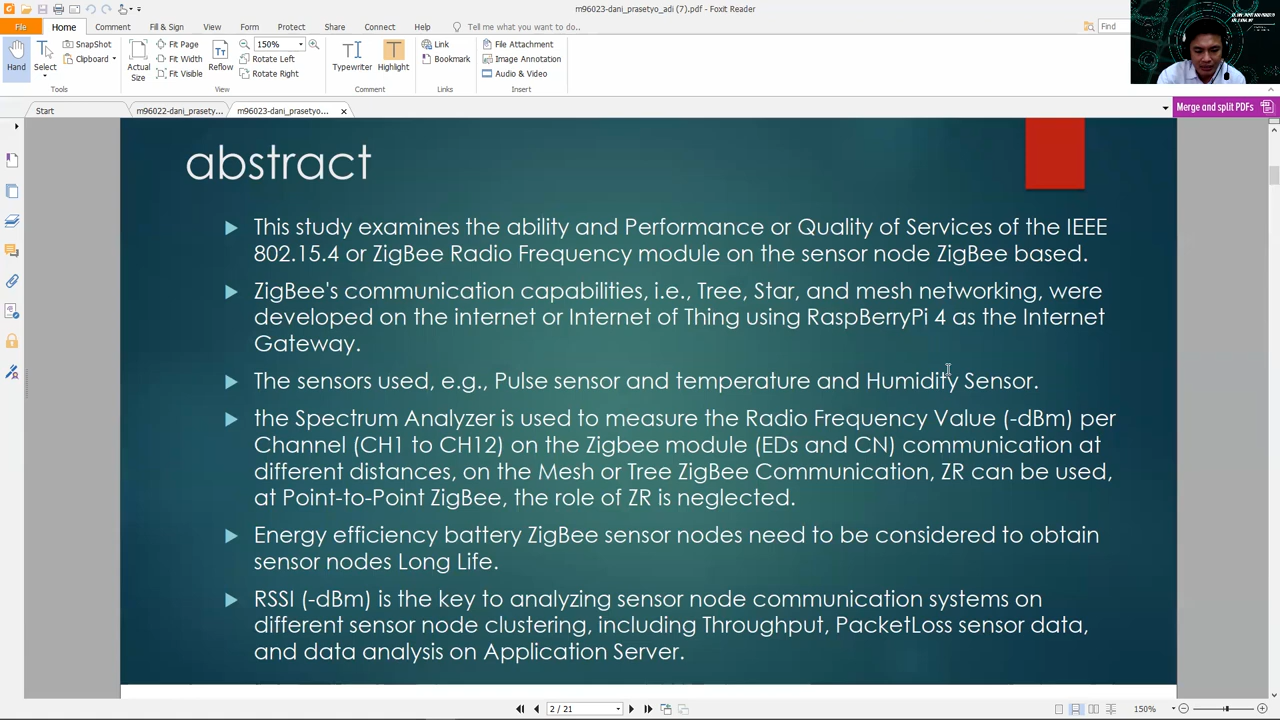 m96023-dani_prasetyo_adi (7).pdf - Foxit Reader
File Home Comment View Form Protect Share Connect Help Tell me what you want to do... Find
Hand
Select
SnapShot
Clipboard
Tools
Actual Size
Fit Page
Fit Width
Fit Visible
Reflow
150%
Rotate Left
Rotate Right
View
Typewriter
Highlight
Comment
Link
Bookmark
Links
File Attachment
Image Annotation
Audio & Video
Insert
Start m96022-dani_prasety... m96023-dani_prasetyo... Merge and split PDFs
abstract
This study examines the ability and Performance or Quality of Services of the IEEE
802.15.4 or ZigBee Radio Frequency module on the sensor node ZigBee based.
ZigBee's communication capabilities, i.e., Tree, Star, and mesh networking, were
developed on the internet or Internet of Thing using RaspBerryPi 4 as the Internet
Gateway.
The sensors used, e.g., Pulse sensor and temperature and Humidity Sensor.
the Spectrum Analyzer is used to measure the Radio Frequency Value (-dBm) per
Channel (CH1 to CH12) on the Zigbee module (EDs and CN) communication at
different distances, on the Mesh or Tree ZigBee Communication, ZR can be used,
at Point-to-Point ZigBee, the role of ZR is neglected.
Energy efficiency battery ZigBee sensor nodes need to be considered to obtain
sensor nodes Long Life.
RSSI (-dBm) is the key to analyzing sensor node communication systems on
different sensor node clustering, including Throughput, PacketLoss sensor data,
and data analysis on Application Server.
2 / 21
150%